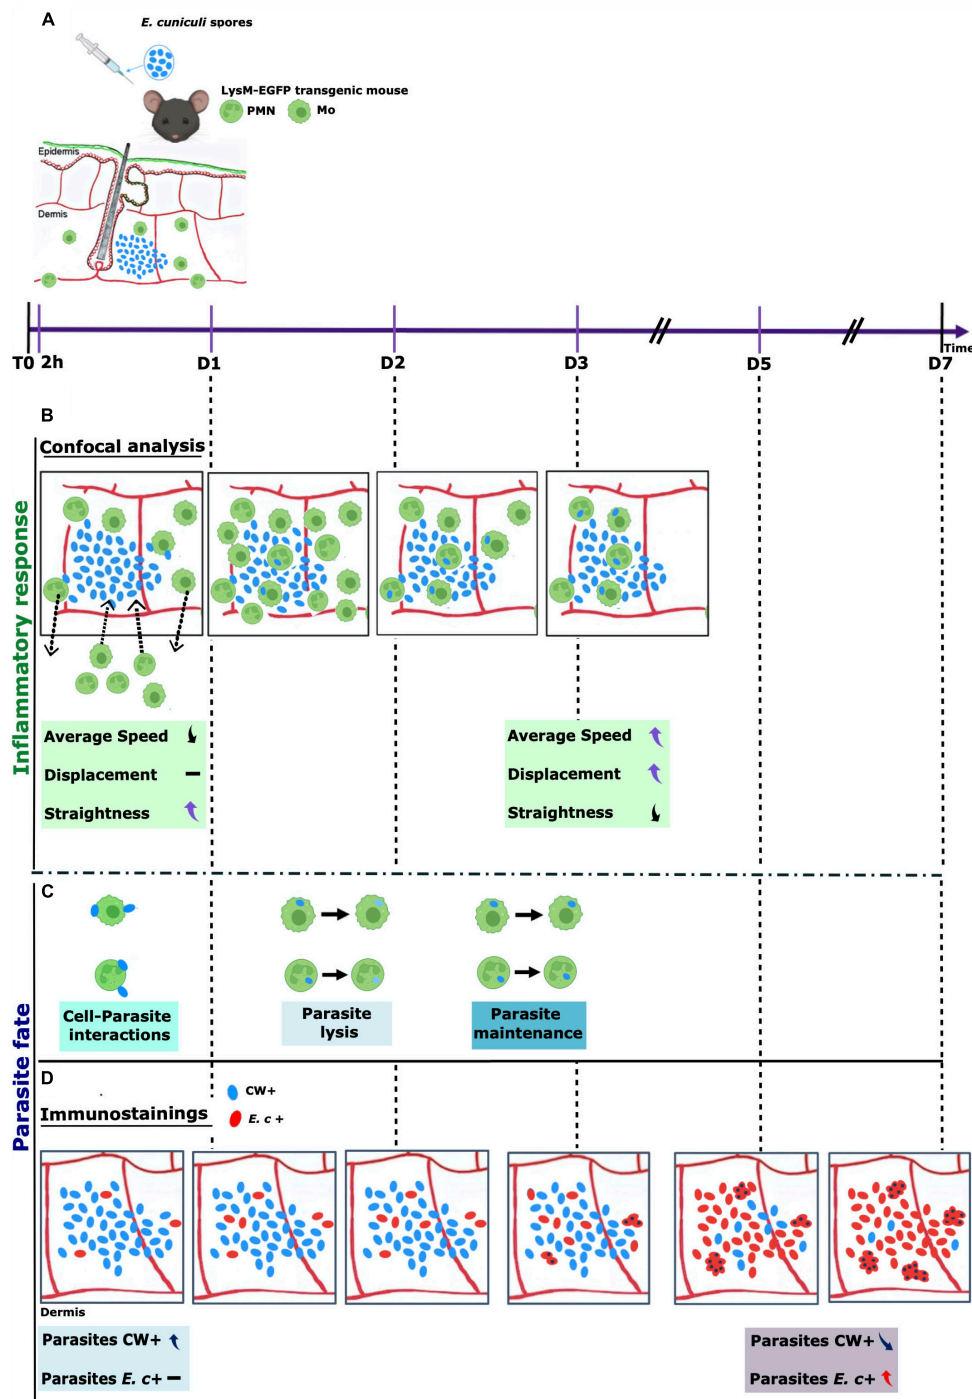 A
E. cuniculi spores
LysM-EGFP transgenic mouse
PMN Mo
Epidermis
Dermis
T0 2h D1 D2 D3 D5 D7
Time
B
Confocal analysis
Inflammatory response
Average Speed
Displacement
Straightness
Average Speed
Displacement
Straightness
C
Parasite fate
Cell-Parasite
interactions
Parasite
lysis
Parasite
maintenance
D
Immunostainings
CW+
E. c +
Dermis
Parasites CW+
Parasites E. c+
Parasites CW+
Parasites E. c+